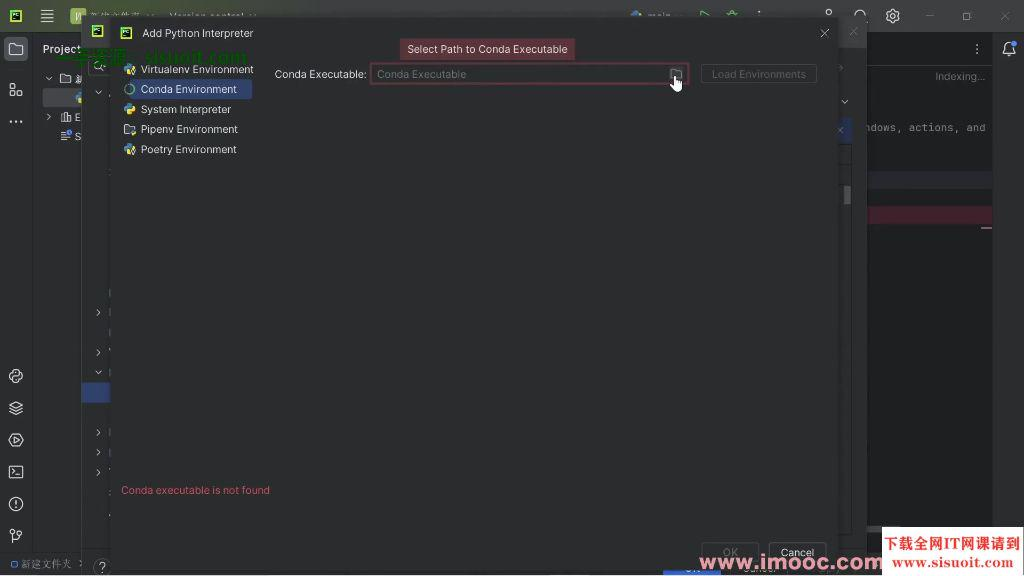 Add Python Interpreter
Project
sisuoit.com
Select Path to Conda Executable
Virtualenv Environment
Conda Executable:
Conda Executable
Load Environments
Indexing...
Conda Environment
System Interpreter
Pipenv Environment
Poetry Environment
ndows, actions, and
Conda executable is not found
OK
Cancel
下载全网IT网课请到
www.imooc.com
www.sisuoit.com
新建文件夹